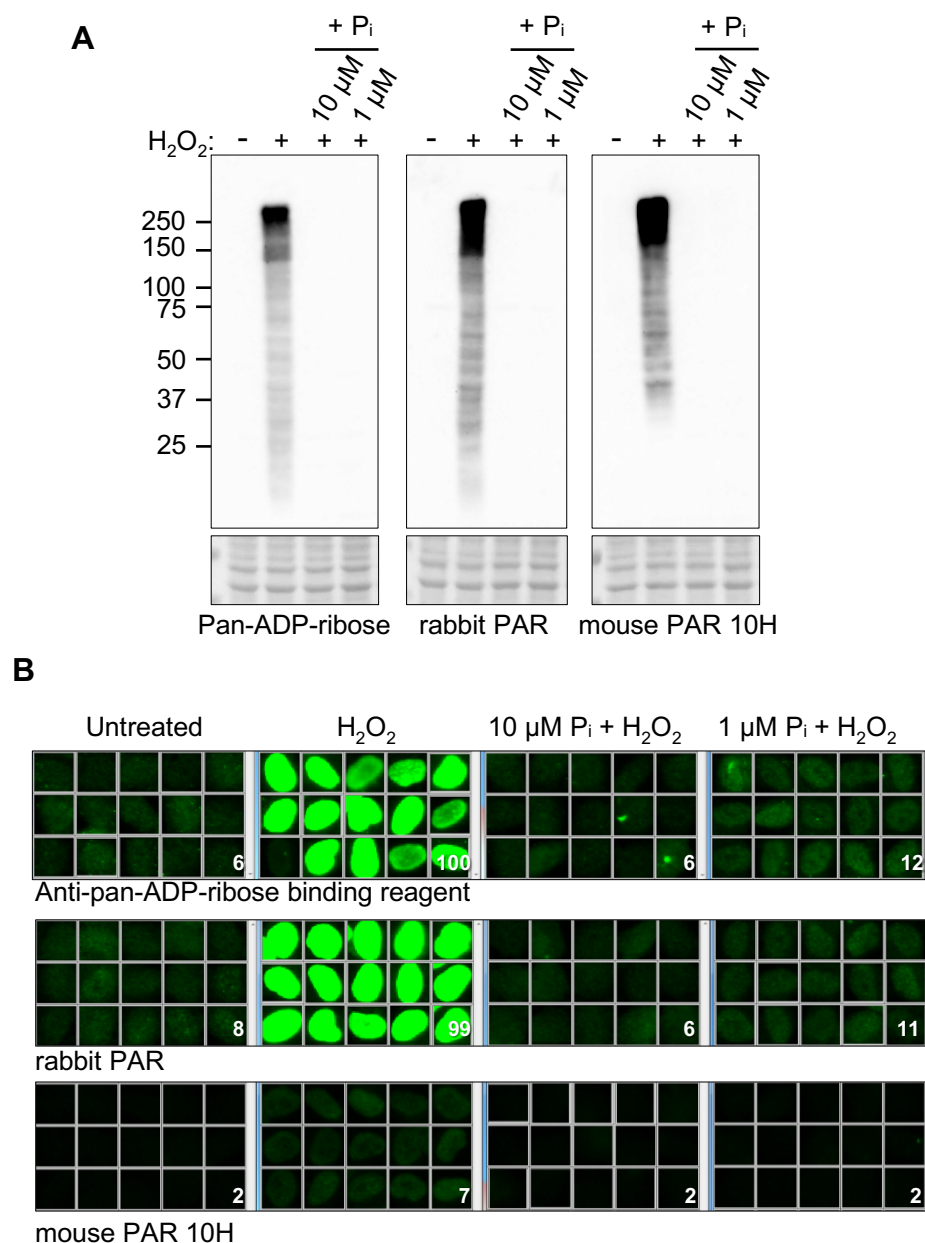 A
+ Pi + Pi + Pi
10 µM 1 µM 10 µM 1 µM 10 µM 1 µM
H2O2: - + + + - + + + - + + +
250
150
100
75
50
37
25
Pan-ADP-ribose rabbit PAR mouse PAR 10H
B
Untreated H2O2 10 µM Pi + H2O2 1 µM Pi + H2O2
6 100 6 12
Anti-pan-ADP-ribose binding reagent
8 99 6 11
rabbit PAR
2 7 2 2
mouse PAR 10H